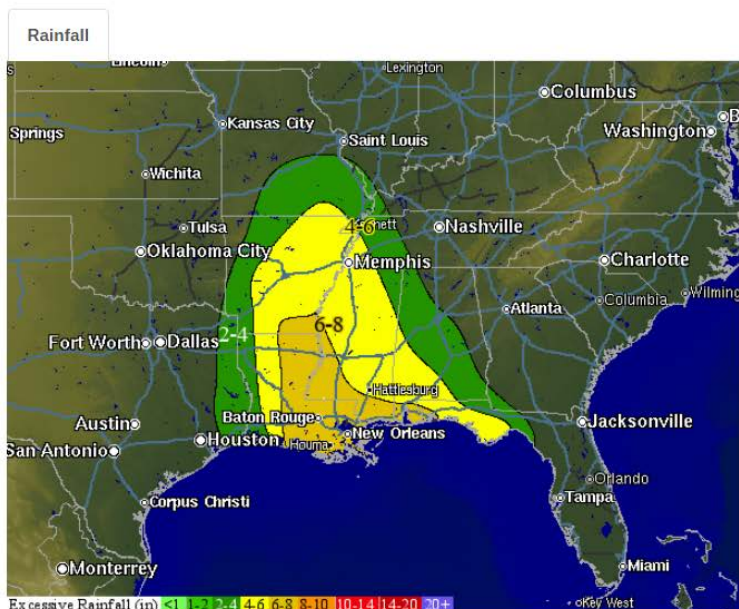 Rainfall
Lincoln
Lexington
s
Columbus
B
Springs
Kansas City
Washington
Saint Louis
Wichita
Tulsa
4-6
nett
Nashville
Oklahoma City
Memphis
Charlotte
Columbia
Wilming
Atlanta
6-8
2-4
Fort Worth
Dallas
Hattiesburg
Austin
Baton Rouge
Jacksonville
San Antonio
Houston
Houma
New Orleans
Orlando
Corpus Christi
Tampa
Monterrey
Miami
Key West
Excessive Rainfall (in) <1 1-2 2-4 4-6 6-8 8-10 10-14 14-20 20+